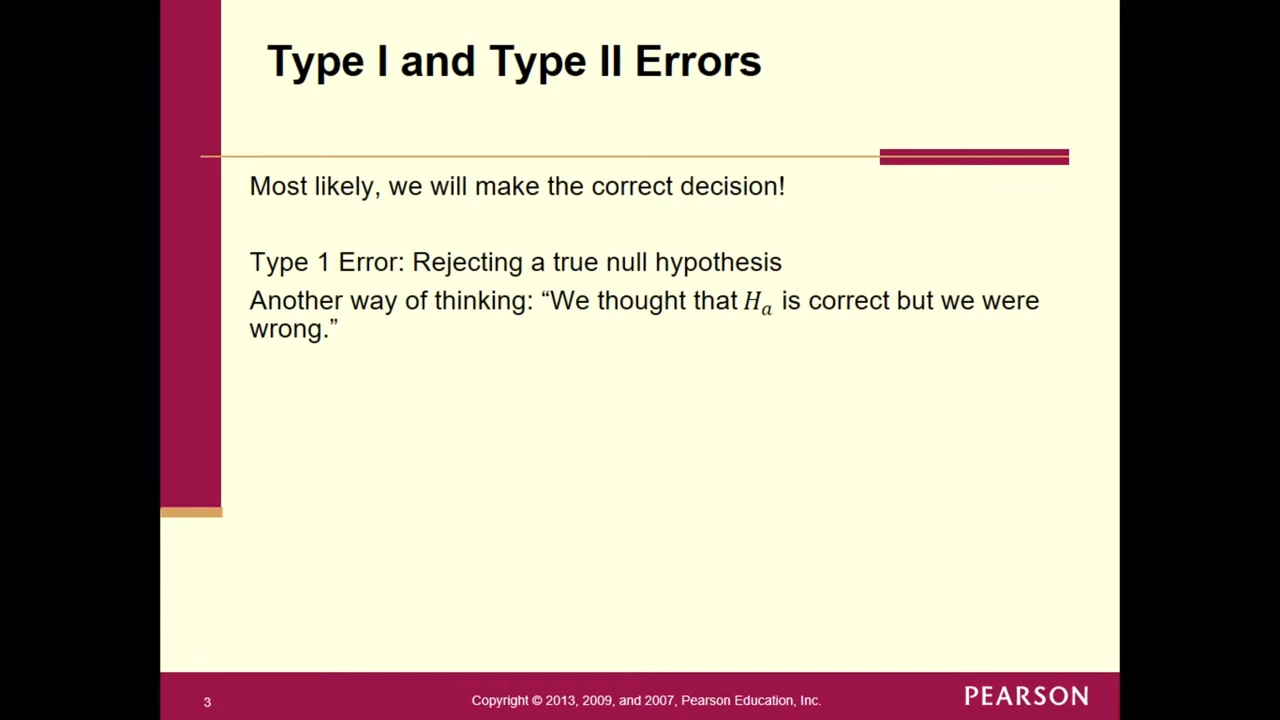 Type I and Type II Errors
Most likely, we will make the correct decision!
Type 1 Error: Rejecting a true null hypothesis
Another way of thinking: “We thought that Hₐ is correct but we were
wrong.”
3
Copyright © 2013, 2009, and 2007, Pearson Education, Inc.
PEARSON